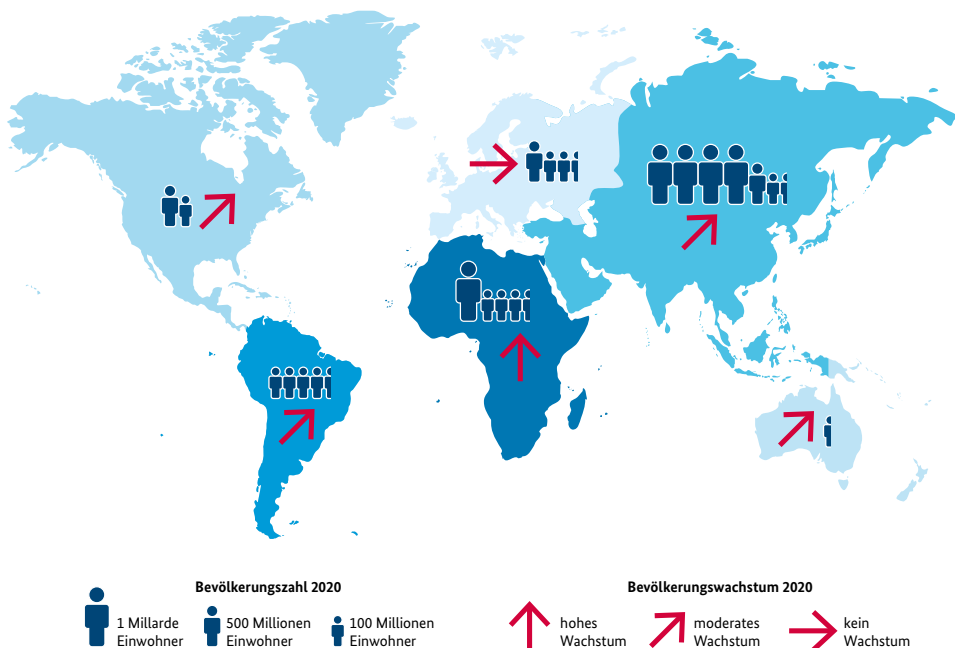 Bevölkerungszahl 2020
1 Millarde
Einwohner
500 Millionen
Einwohner
100 Millionen
Einwohner
Bevölkerungswachstum 2020
hohes
Wachstum
moderates
Wachstum
kein
Wachstum